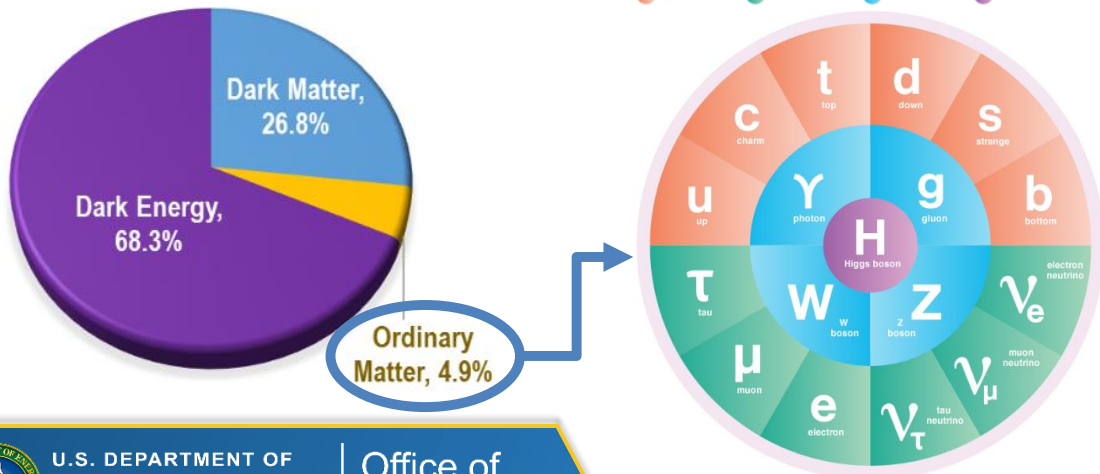 Dark Matter,
26.8%
Dark Energy,
68.3%
Ordinary
Matter, 4.9%
t
top
d
down
c
charm
s
strange
u
up
b
bottom
γ
photon
g
gluon
H
Higgs boson
W
W
boson
Z
Z
boson
τ
tau
νe
electron
neutrino
μ
muon
νμ
muon
neutrino
e
electron
ντ
tau
neutrino
U.S. DEPARTMENT OF
Office of